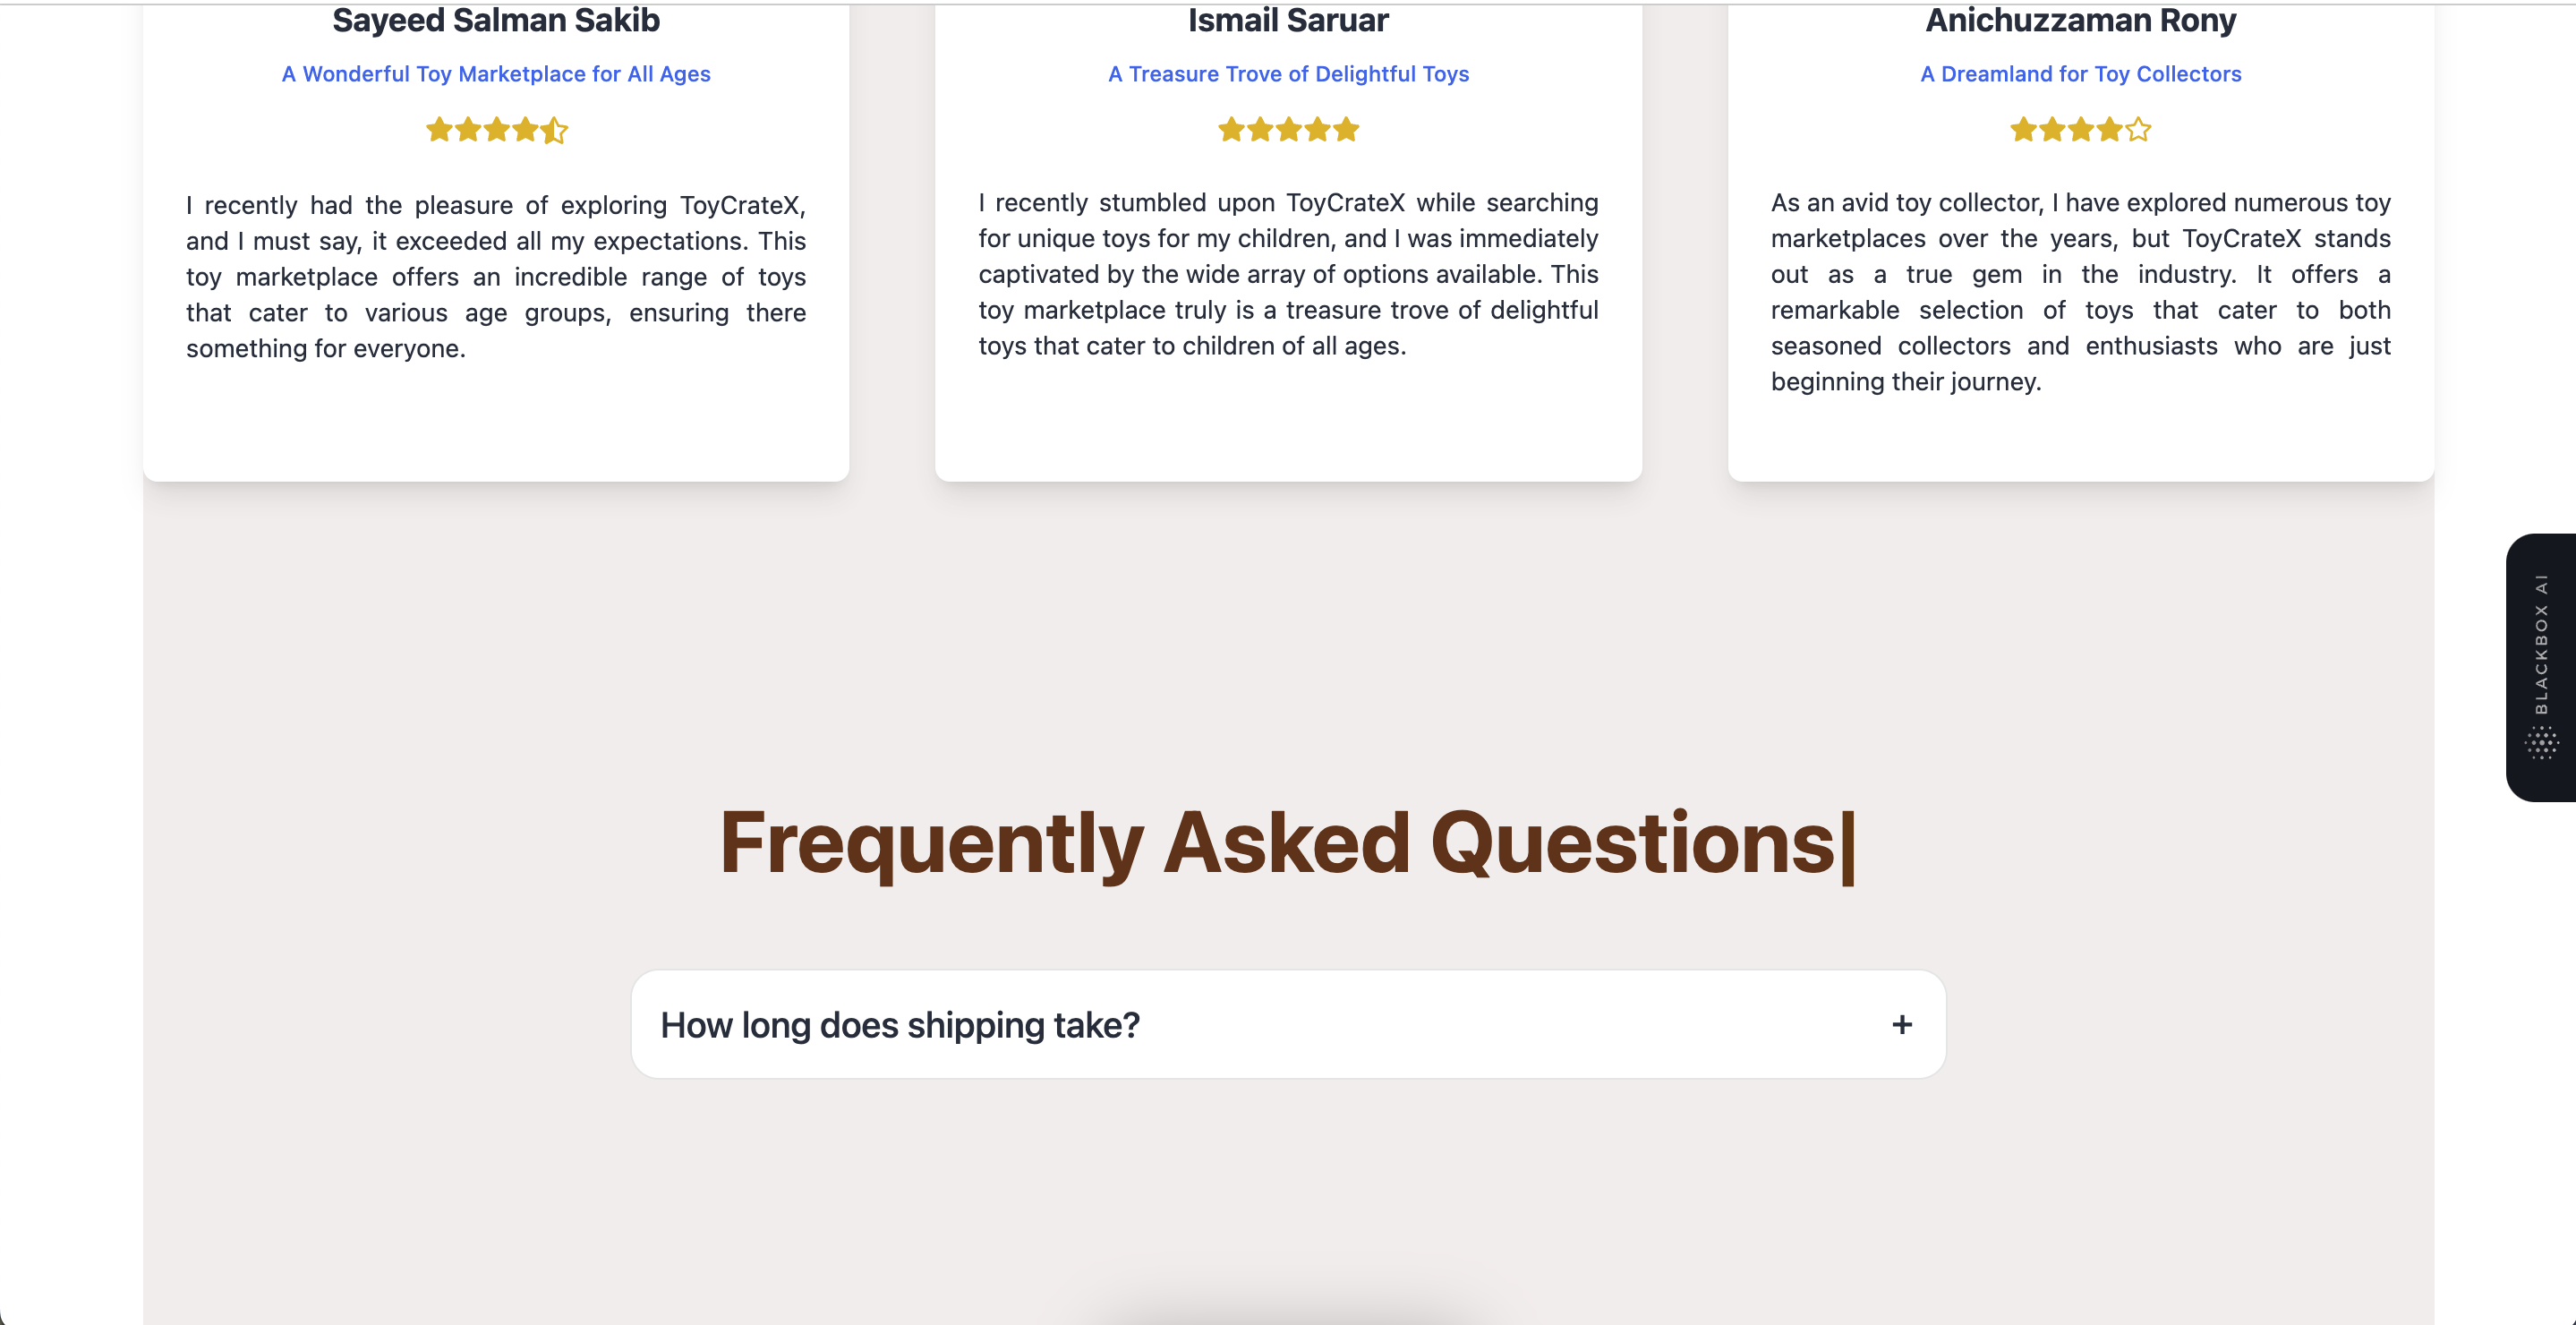 Sayeed Salman Sakib
A Wonderful Toy Marketplace for All Ages
I recently had the pleasure of exploring ToyCrateX,
and I must say, it exceeded all my expectations. This
toy marketplace offers an incredible range of toys
that cater to various age groups, ensuring there
something for everyone.
Ismail Saruar
A Treasure Trove of Delightful Toys
I recently stumbled upon ToyCrateX while searching
for unique toys for my children, and I was immediately
captivated by the wide array of options available. This
toy marketplace truly is a treasure trove of delightful
toys that cater to children of all ages.
Anichuzzaman Rony
A Dreamland for Toy Collectors
As an avid toy collector, I have explored numerous toy
marketplaces over the years, but ToyCrateX stands
out as a true gem in the industry. It offers a
remarkable selection of toys that cater to both
seasoned collectors and enthusiasts who are just
beginning their journey.
BLACKBOX AI
Frequently Asked Questions|
How long does shipping take? +